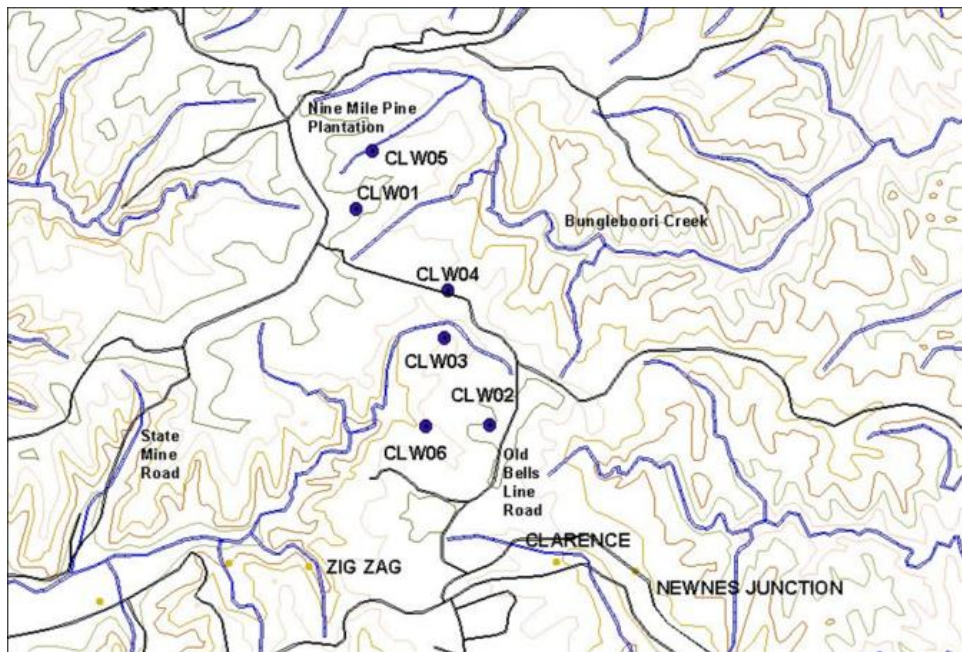 Nine Mile Pine
Plantation
CLW05
CLW01
Bungleboori Creek
CLW04
CLW03
CLW02
CLW06
State
Mine
Road
Old
Bells
Line
Road
CLARENCE
ZIG ZAG
NEWNES JUNCTION